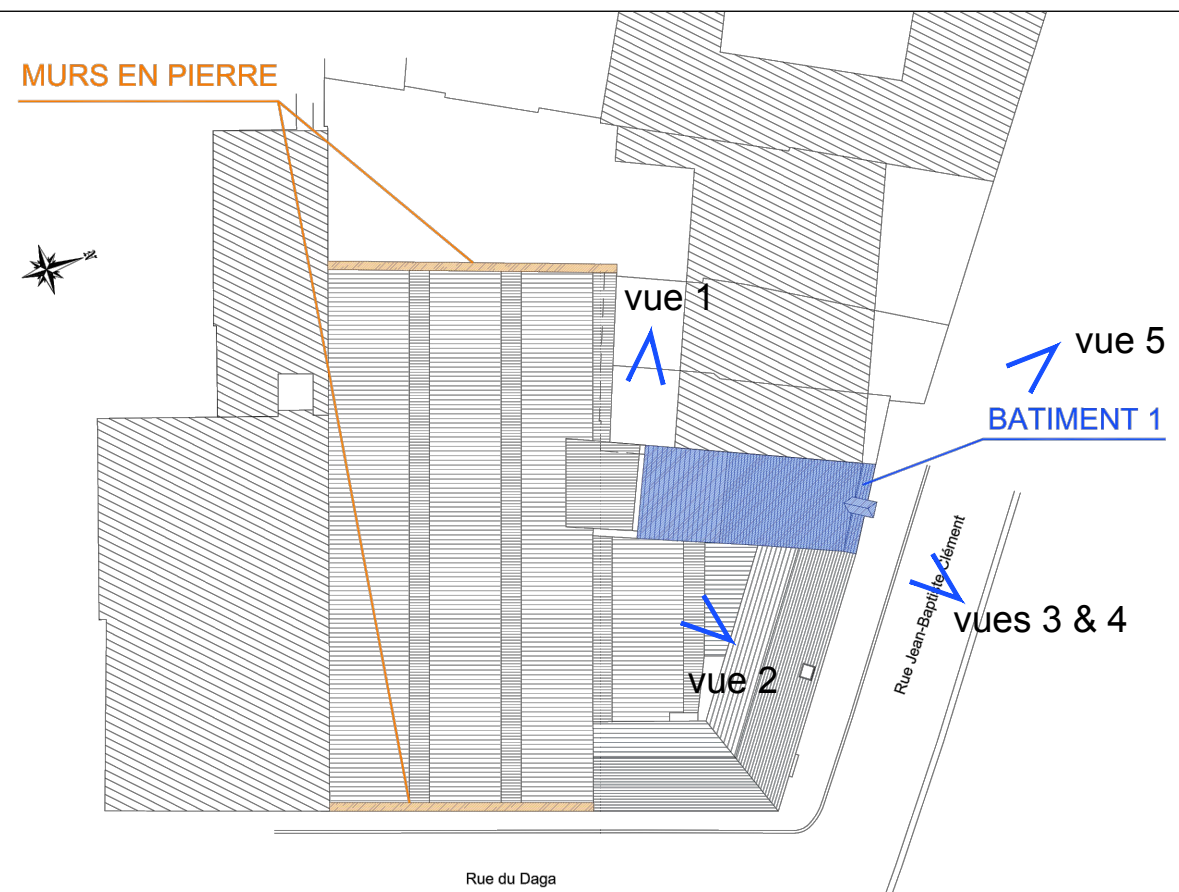 MURS EN PIERRE
N
vue 1
vue 5
BATIMENT 1
Rue Jean-Baptiste Clément
vues 3 & 4
vue 2
Rue du Daga